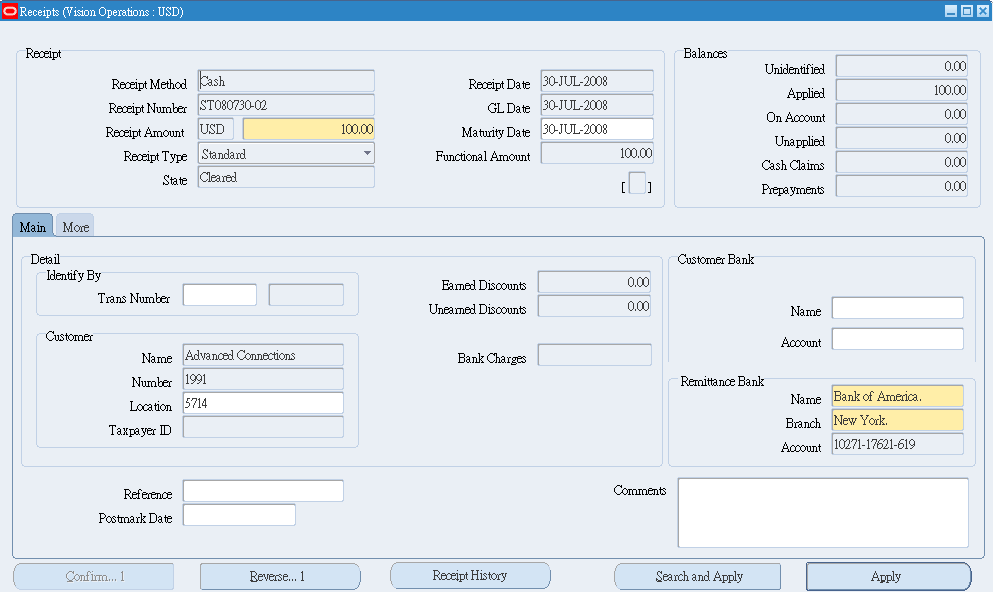 Receipts (Vision Operations : USD)
Receipt
Receipt Method Cash
Receipt Number ST080730-02
Receipt Amount USD 100.00
Receipt Type Standard
State Cleared
Receipt Date 30-JUL-2008
GL Date 30-JUL-2008
Maturity Date 30-JUL-2008
Functional Amount 100.00
[ ]
Balances
Unidentified 0.00
Applied 100.00
On Account 0.00
Unapplied 0.00
Cash Claims 0.00
Prepayments 0.00
Main More
Detail
Identify By
Trans Number
Customer
Name Advanced Connections
Number 1991
Location 5714
Taxpayer ID
Earned Discounts 0.00
Unearned Discounts 0.00
Bank Charges
Customer Bank
Name
Account
Remittance Bank
Name Bank of America.
Branch New York.
Account 10271-17621-619
Reference
Postmark Date
Comments
Confirm... 1 Reverse... 1 Receipt History Search and Apply Apply